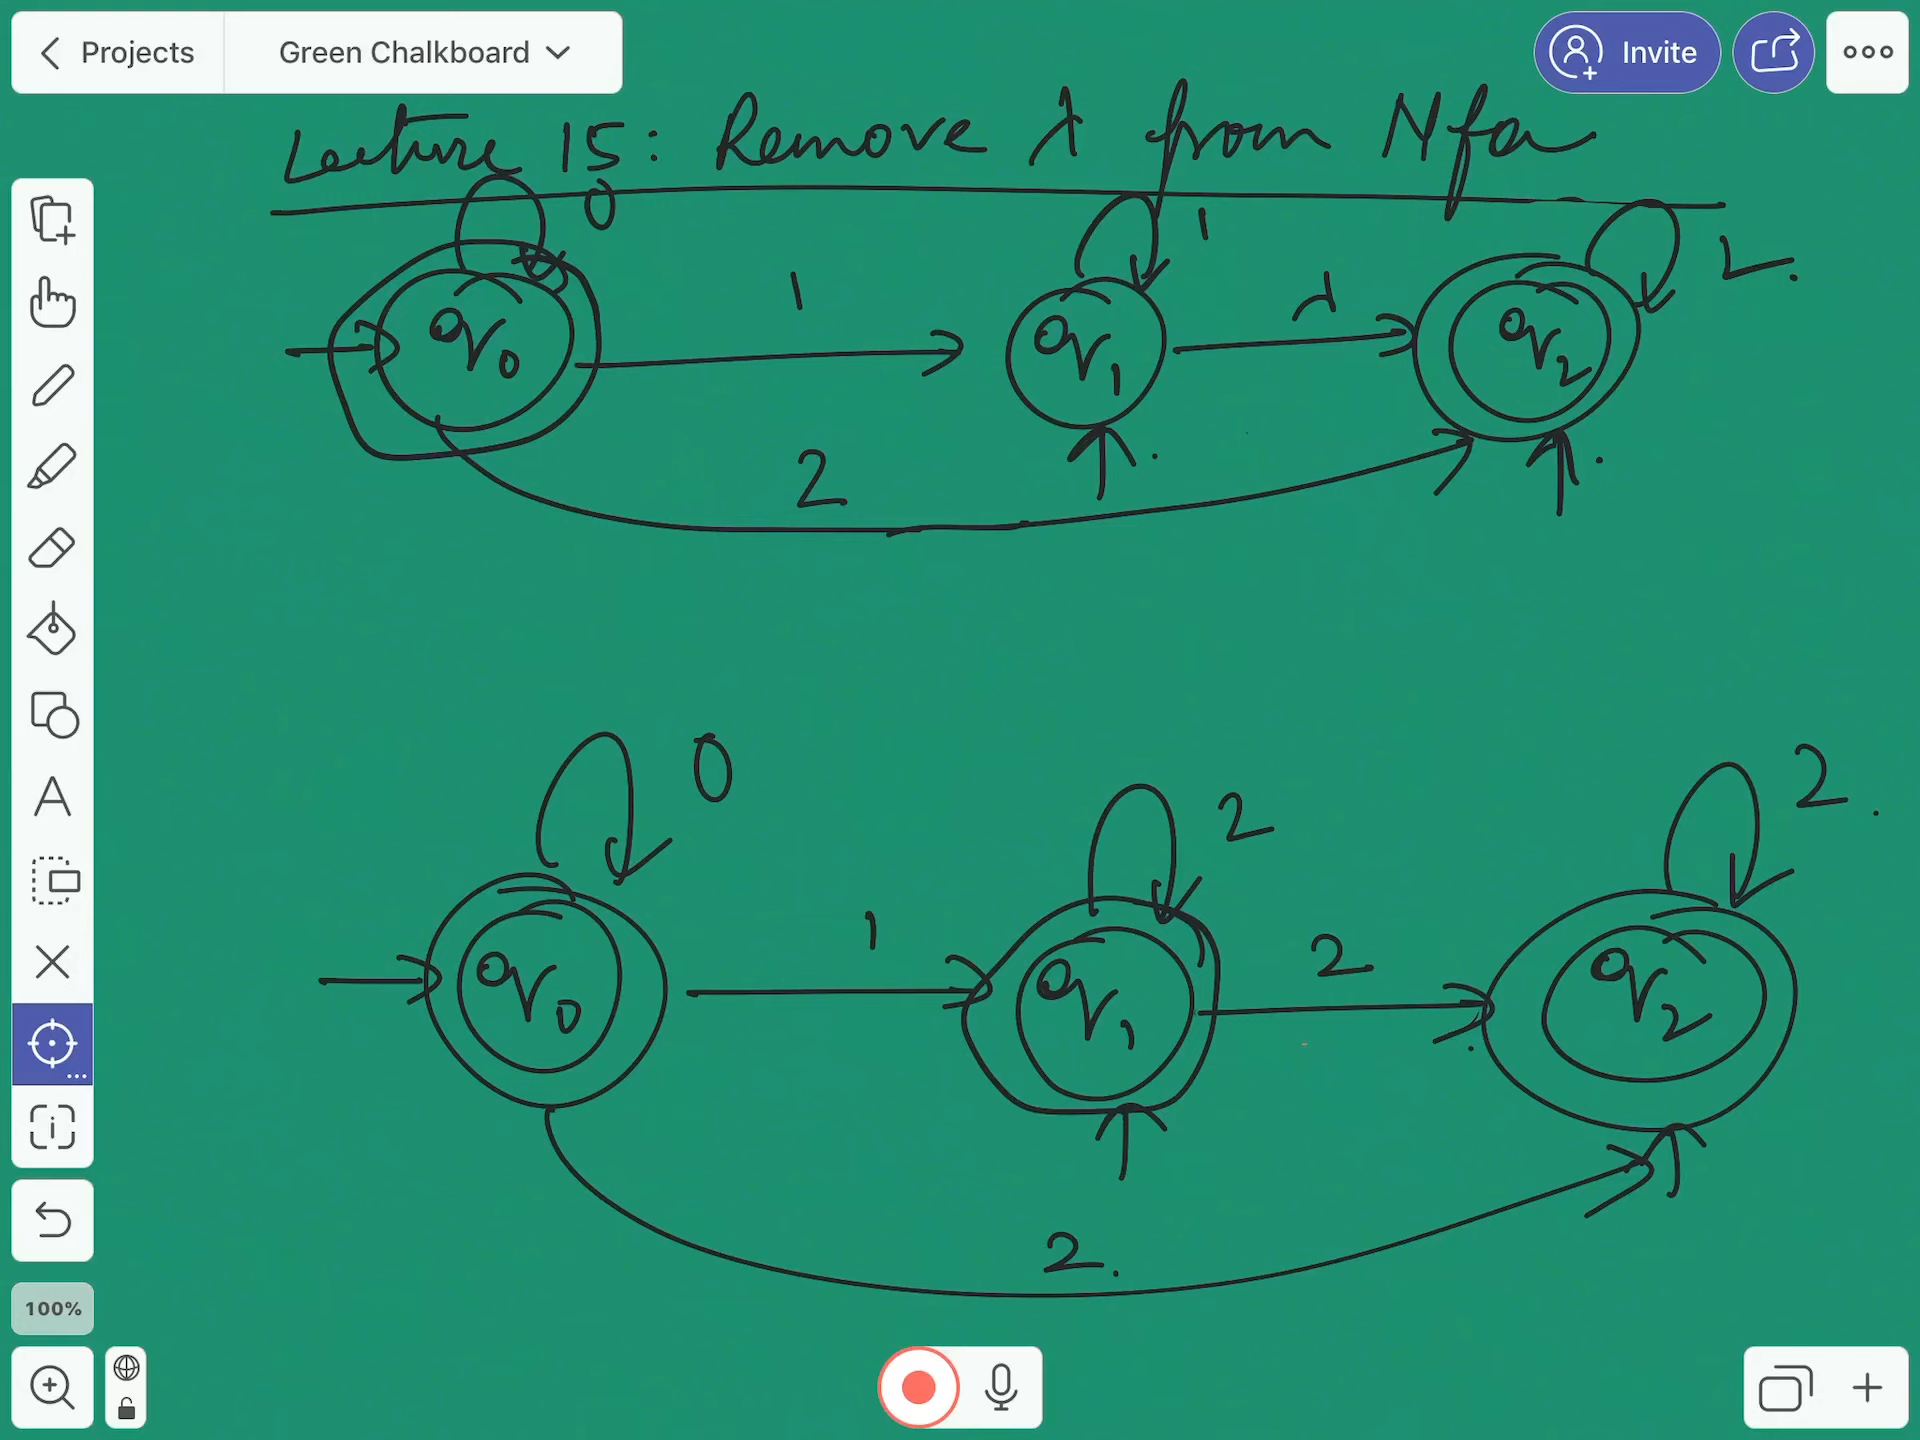 Projects Green Chalkboard Invite
Lecture 15: Remove λ from Nfa
0 1 2.
1 λ
q0 q1 q2
2
0 2 2.
1 2
q0 q1 q2
2.
100%